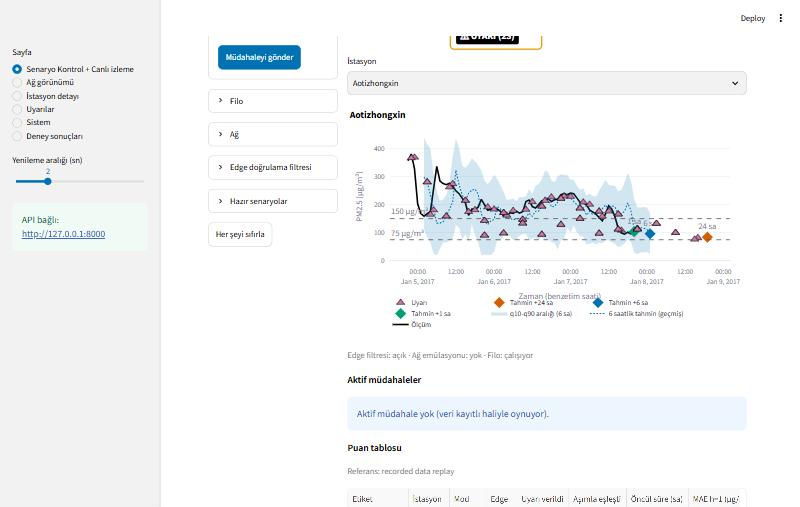 Deploy
Sayfa
Senaryo Kontrol + Canlı izleme
Ağ görünümü
İstasyon detayı
Uyarılar
Sistem
Deney sonuçları
Yenileme aralığı (sn)
2
API bağlı:
http://127.0.0.1:8000
Müdahaleyi gönder
Filo
Ağ
Edge doğrulama filtresi
Hazır senaryolar
Her şeyi sıfırla
İstasyon
Aotizhongxin
Aotizhongxin
PM2.5 (µg/m³)
400
300
200
100
0
150 µg/m³
75 µg/m³
24 sa
00:00
Jan 5, 2017
12:00
00:00
Jan 6, 2017
12:00
00:00
Jan 7, 2017
12:00
00:00
Jan 8, 2017
12:00
00:00
Jan 9, 2017
Zaman (benzetim saati)
Uyarı
Tahmin +24 sa
Tahmin +6 sa
Tahmin +1 sa
q10-q90 aralığı (6 sa)
6 saatlik tahmin (geçmiş)
Ölçüm
Edge filtresi: açık · Ağ emülasyonu: yok · Filo: çalışıyor
Aktif müdahaleler
Aktif müdahale yok (veri kayıtlı haliyle oynuyor).
Puan tablosu
Referans: recorded data replay
Etiket
İstasyon
Mod
Edge
Uyarı verildi
Aşımla eşleşti
Öncül süre (sa)
MAE h=1 (µg/